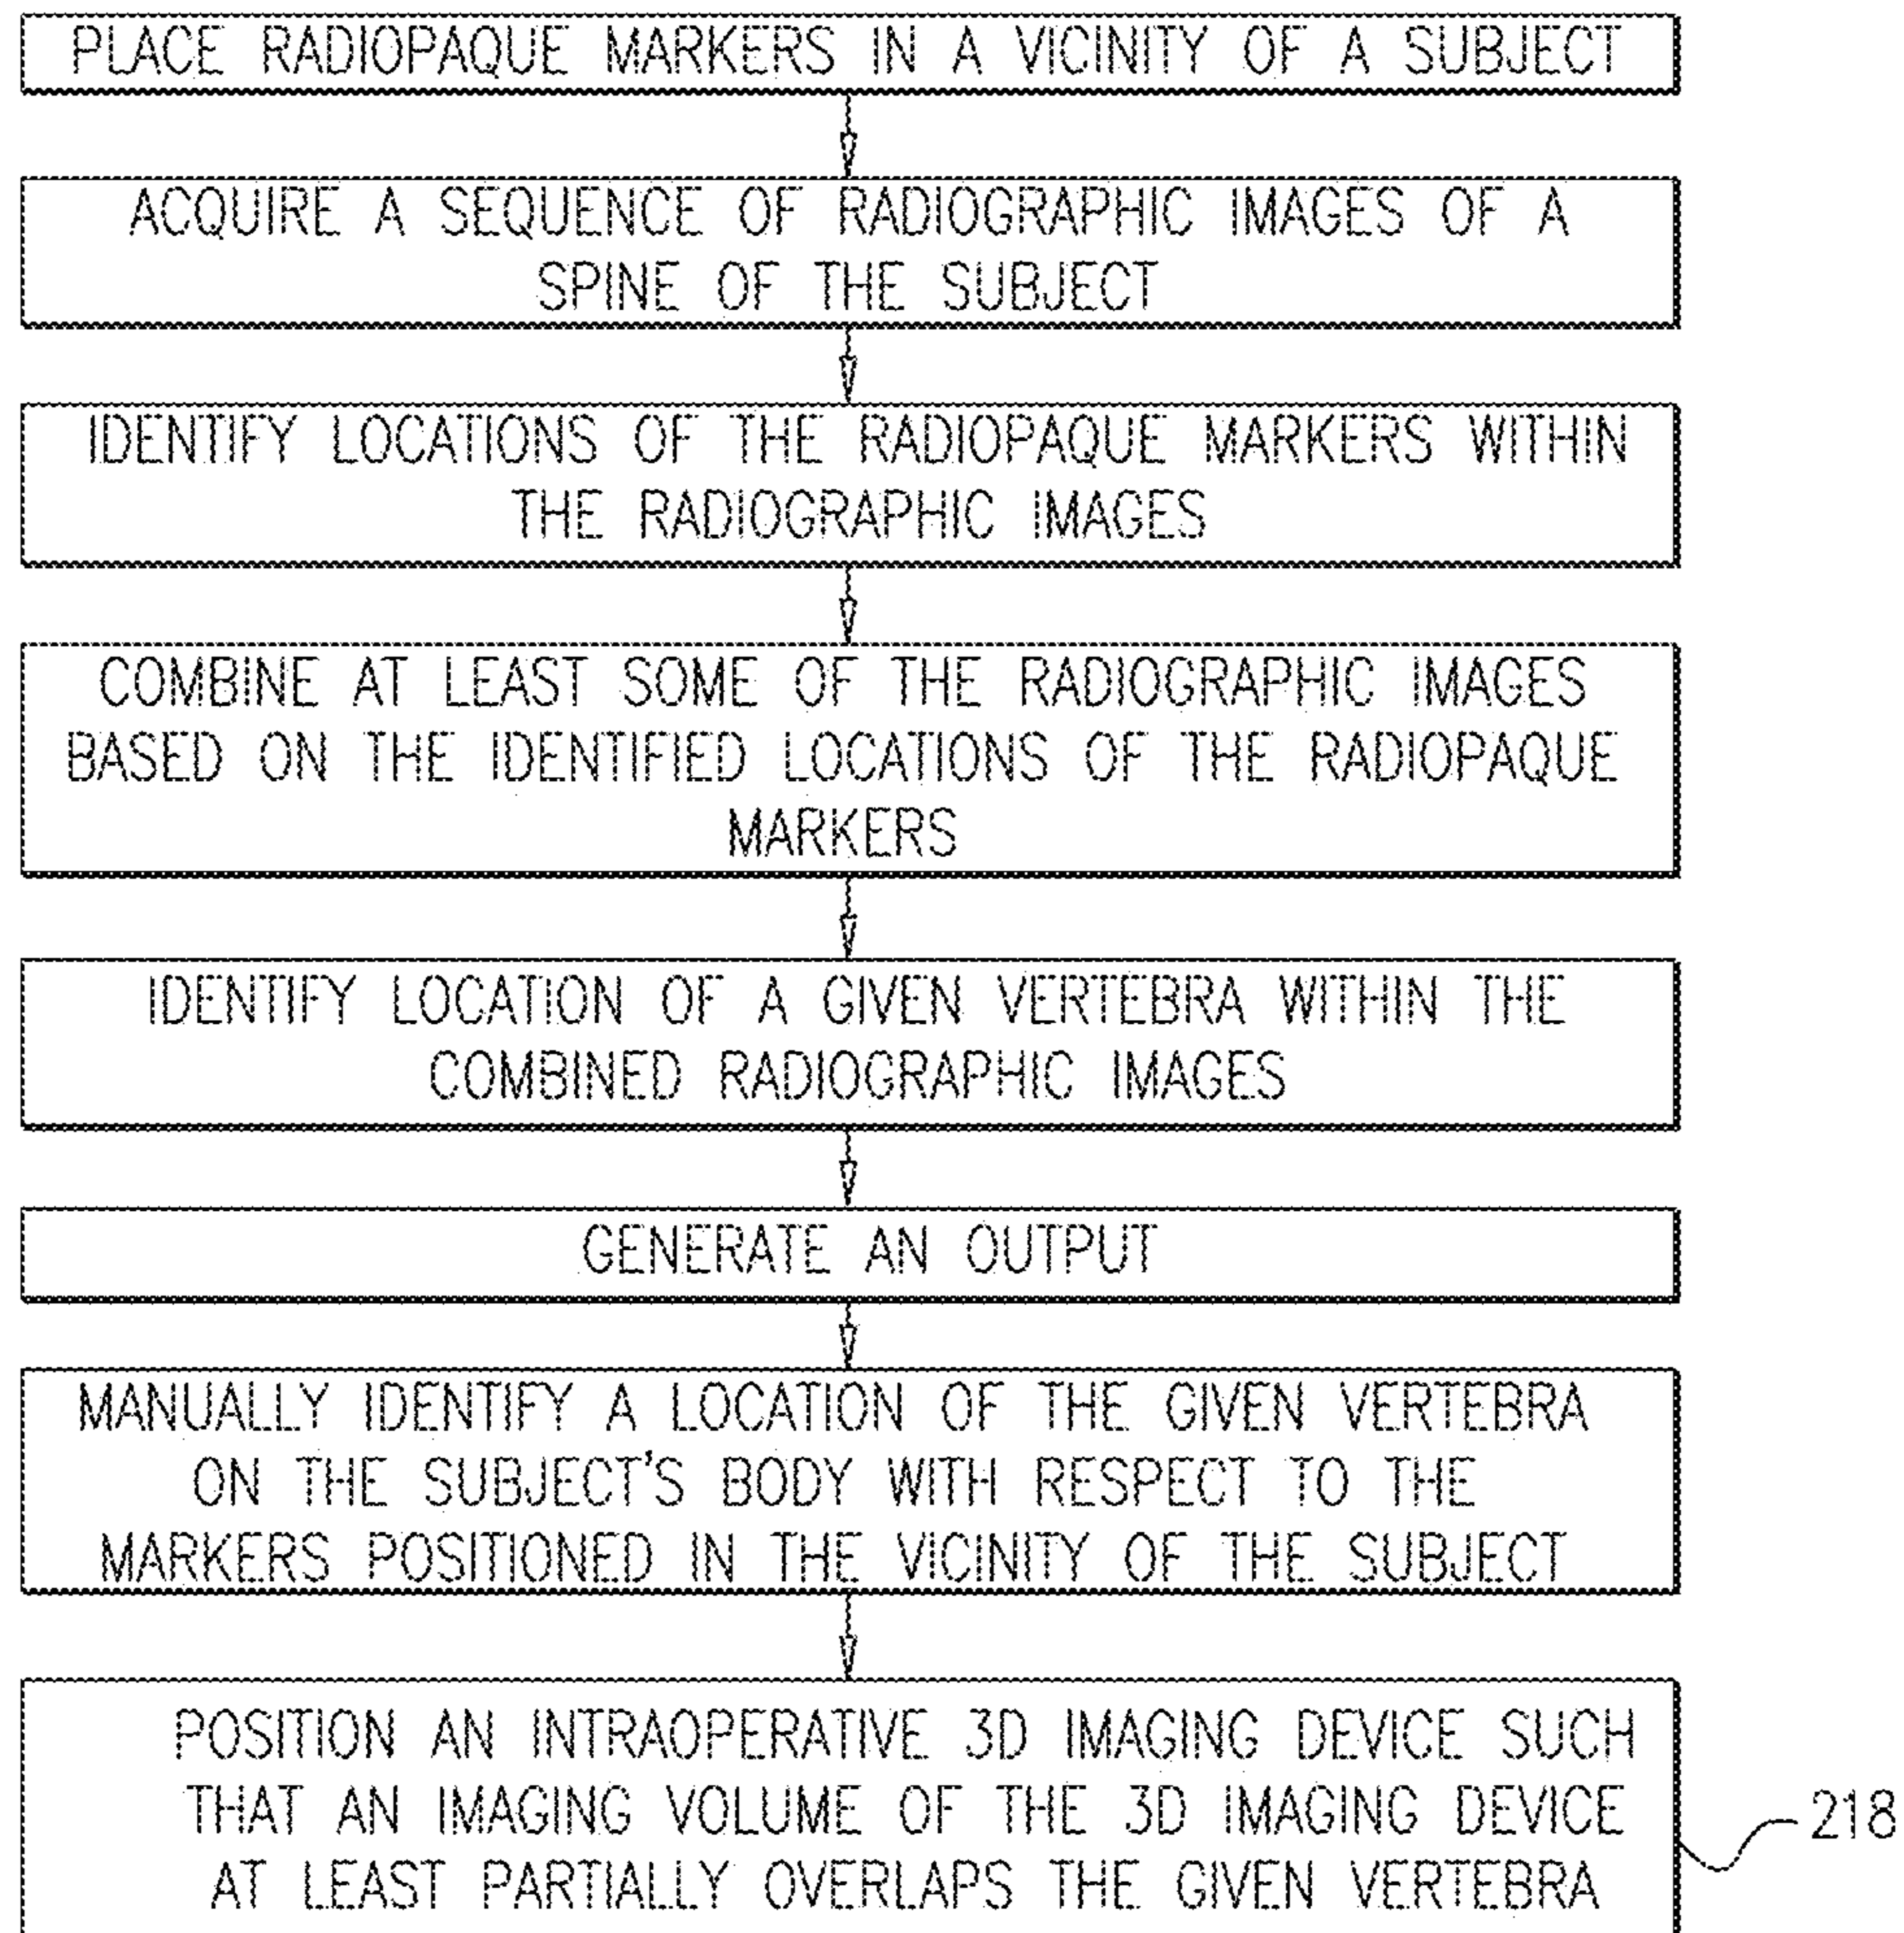 PLACE RADIOPAQUE MARKERS IN A VICINITY OF A SUBJECT
ACQUIRE A SEQUENCE OF RADIOGRAPHIC IMAGES OF A
SPINE OF THE SUBJECT
IDENTIFY LOCATIONS OF THE RADIOPAQUE MARKERS WITHIN
THE RADIOGRAPHIC IMAGES
COMBINE AT LEAST SOME OF THE RADIOGRAPHIC IMAGES
BASED ON THE IDENTIFIED LOCATIONS OF THE RADIOPAQUE
MARKERS
IDENTIFY LOCATION OF A GIVEN VERTEBRA WITHIN THE
COMBINED RADIOGRAPHIC IMAGES
GENERATE AN OUTPUT
MANUALLY IDENTIFY A LOCATION OF THE GIVEN VERTEBRA
ON THE SUBJECT'S BODY WITH RESPECT TO THE
MARKERS POSITIONED IN THE VICINITY OF THE SUBJECT
POSITION AN INTRAOPERATIVE 3D IMAGING DEVICE SUCH
THAT AN IMAGING VOLUME OF THE 3D IMAGING DEVICE
AT LEAST PARTIALLY OVERLAPS THE GIVEN VERTEBRA
218